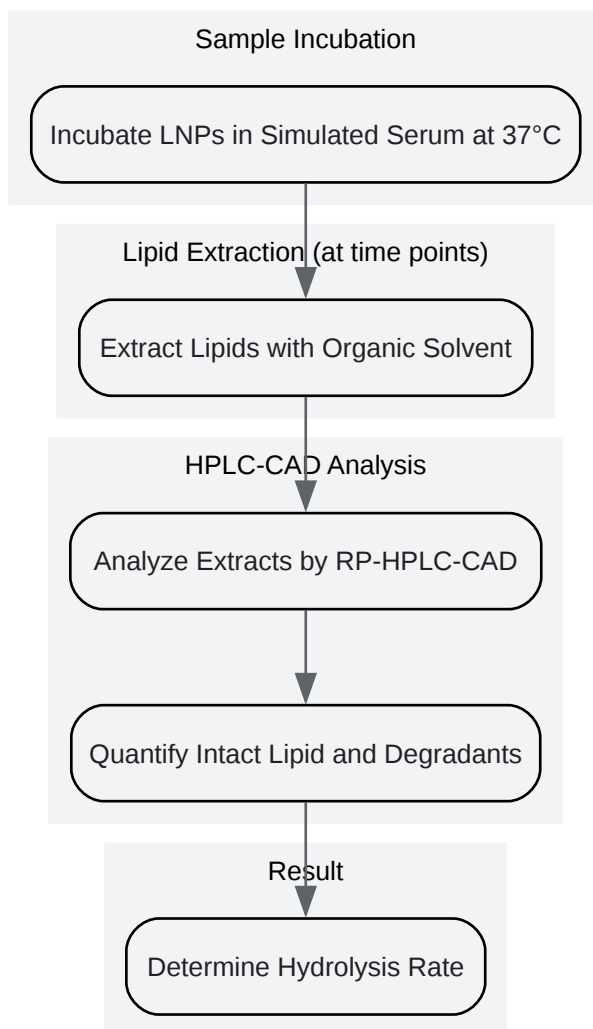 Sample Incubation
Incubate LNPs in Simulated Serum at 37°C
Lipid Extraction (at time points)
Extract Lipids with Organic Solvent
HPLC-CAD Analysis
Analyze Extracts by RP-HPLC-CAD
Quantify Intact Lipid and Degradants
Result
Determine Hydrolysis Rate